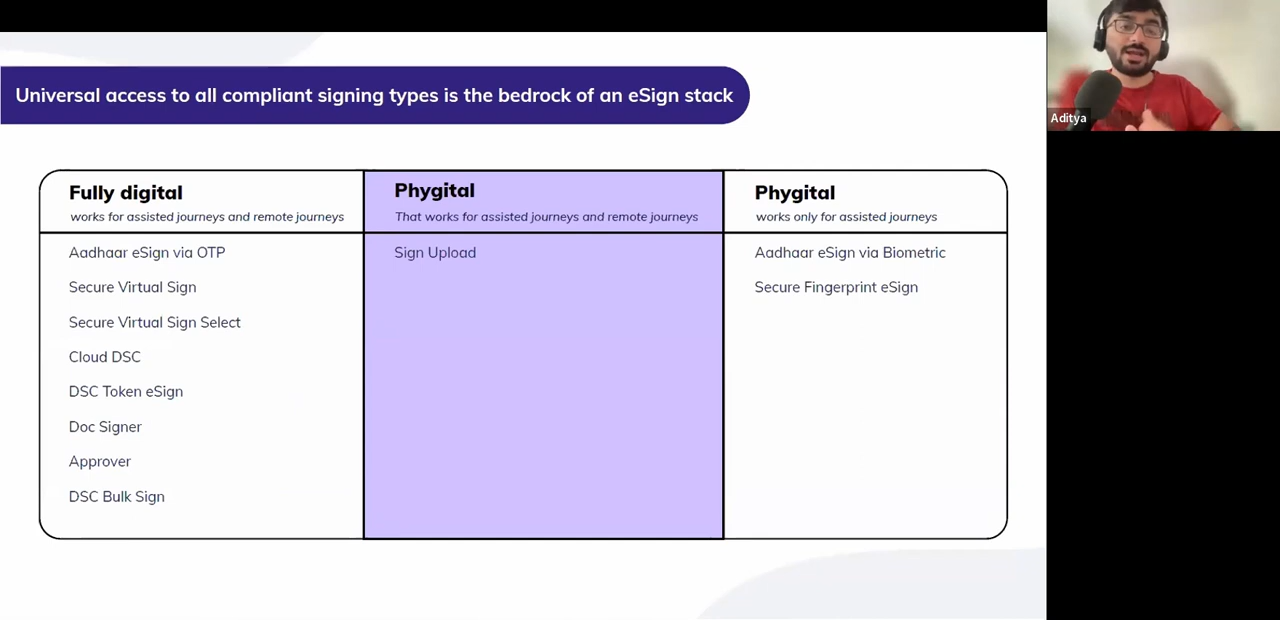 Universal access to all compliant signing types is the bedrock of an eSign stack
Aditya
Fully digital
works for assisted journeys and remote journeys
Aadhaar eSign via OTP
Secure Virtual Sign
Secure Virtual Sign Select
Cloud DSC
DSC Token eSign
Doc Signer
Approver
DSC Bulk Sign
Phygital
That works for assisted journeys and remote journeys
Sign Upload
Phygital
works only for assisted journeys
Aadhaar eSign via Biometric
Secure Fingerprint eSign